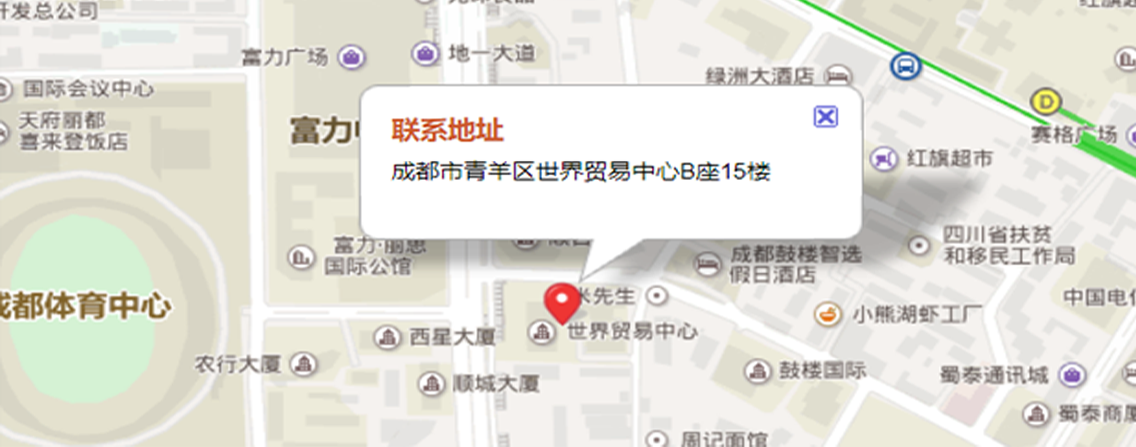 开发总公司
富力广场
地一大道
国际会议中心
天府丽都
喜来登饭店
绿洲大酒店
D
赛格广场
红旗超市
富力
联系地址
成都市青羊区世界贸易中心B座15楼
富力·丽思
国际公馆
成都鼓楼智选
假日酒店
四川省扶贫
和移民工作局
成都体育中心
米先生
世界贸易中心
小熊湖虾工厂
中国电信
西星大厦
农行大厦
顺城大厦
鼓楼国际
蜀泰通讯城
蜀泰商厦
周记面馆